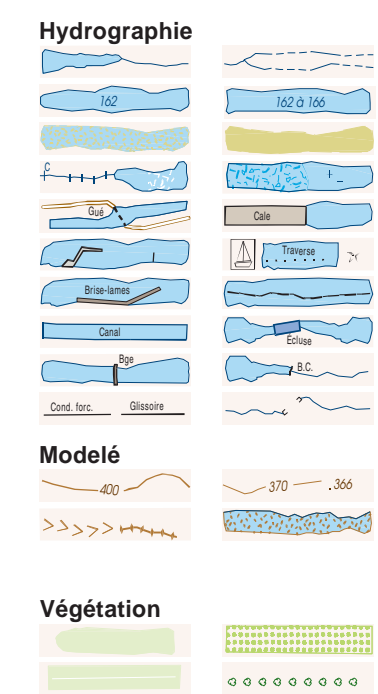 Hydrographie
162 162 à 166
C
Gué Cale
Traverse
Brise-lames
Canal Écluse
Bge B.C.
Cond. forc. Glissoire
Modelé
400 370 .366
Végétation